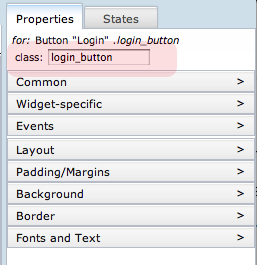 Properties States
for: Button "Login" .login_button
class: login_button
Common >
Widget-specific >
Events >
Layout >
Padding/Margins >
Background >
Border >
Fonts and Text >